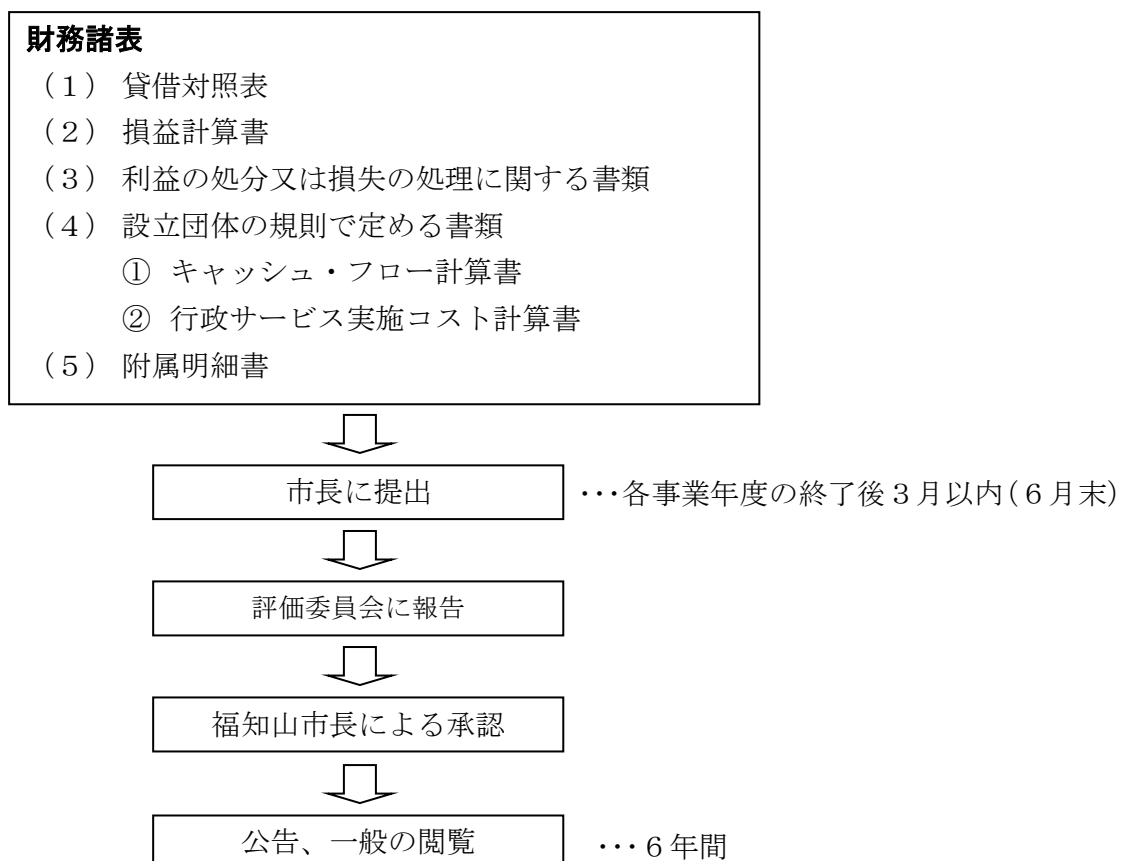 財務諸表
（１） 貸借対照表
（２） 損益計算書
（３） 利益の処分又は損失の処理に関する書類
（４） 設立団体の規則で定める書類
① キャッシュ・フロー計算書
② 行政サービス実施コスト計算書
（５） 附属明細書
市長に提出 ･･･各事業年度の終了後３月以内（６月末）
評価委員会に報告
福知山市長による承認
公告、一般の閲覧 ･･･６年間